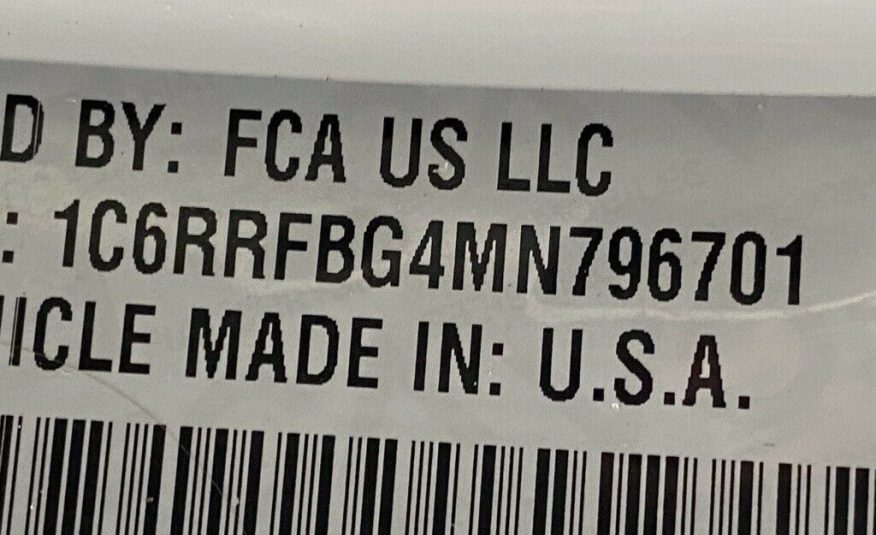 D BY: FCA US LLC
: 1C6RRFBG4MN796701
ICLE MADE IN: U.S.A.